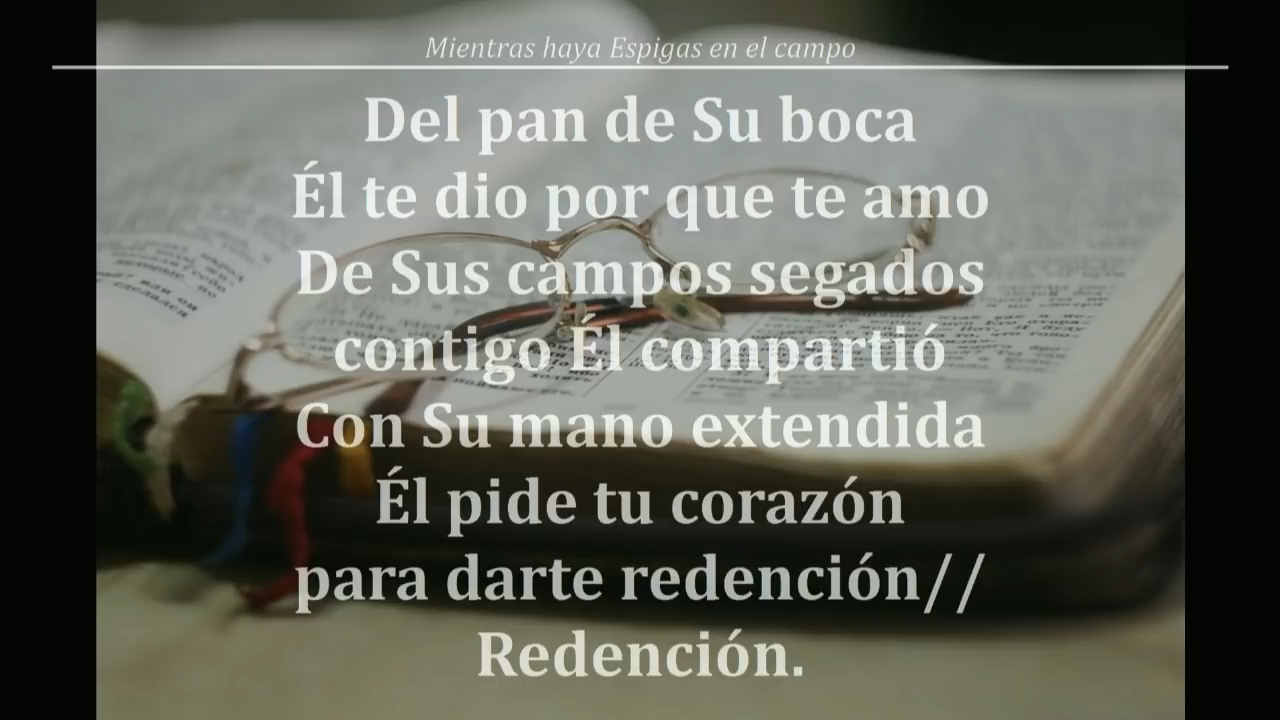 Mientras haya Espigas en el campo
Del pan de Su boca
Él te dio por que te amo
De Sus campos segados
contigo Él compartió
Con Su mano extendida
Él pide tu corazón
para darte redención//
Redención.